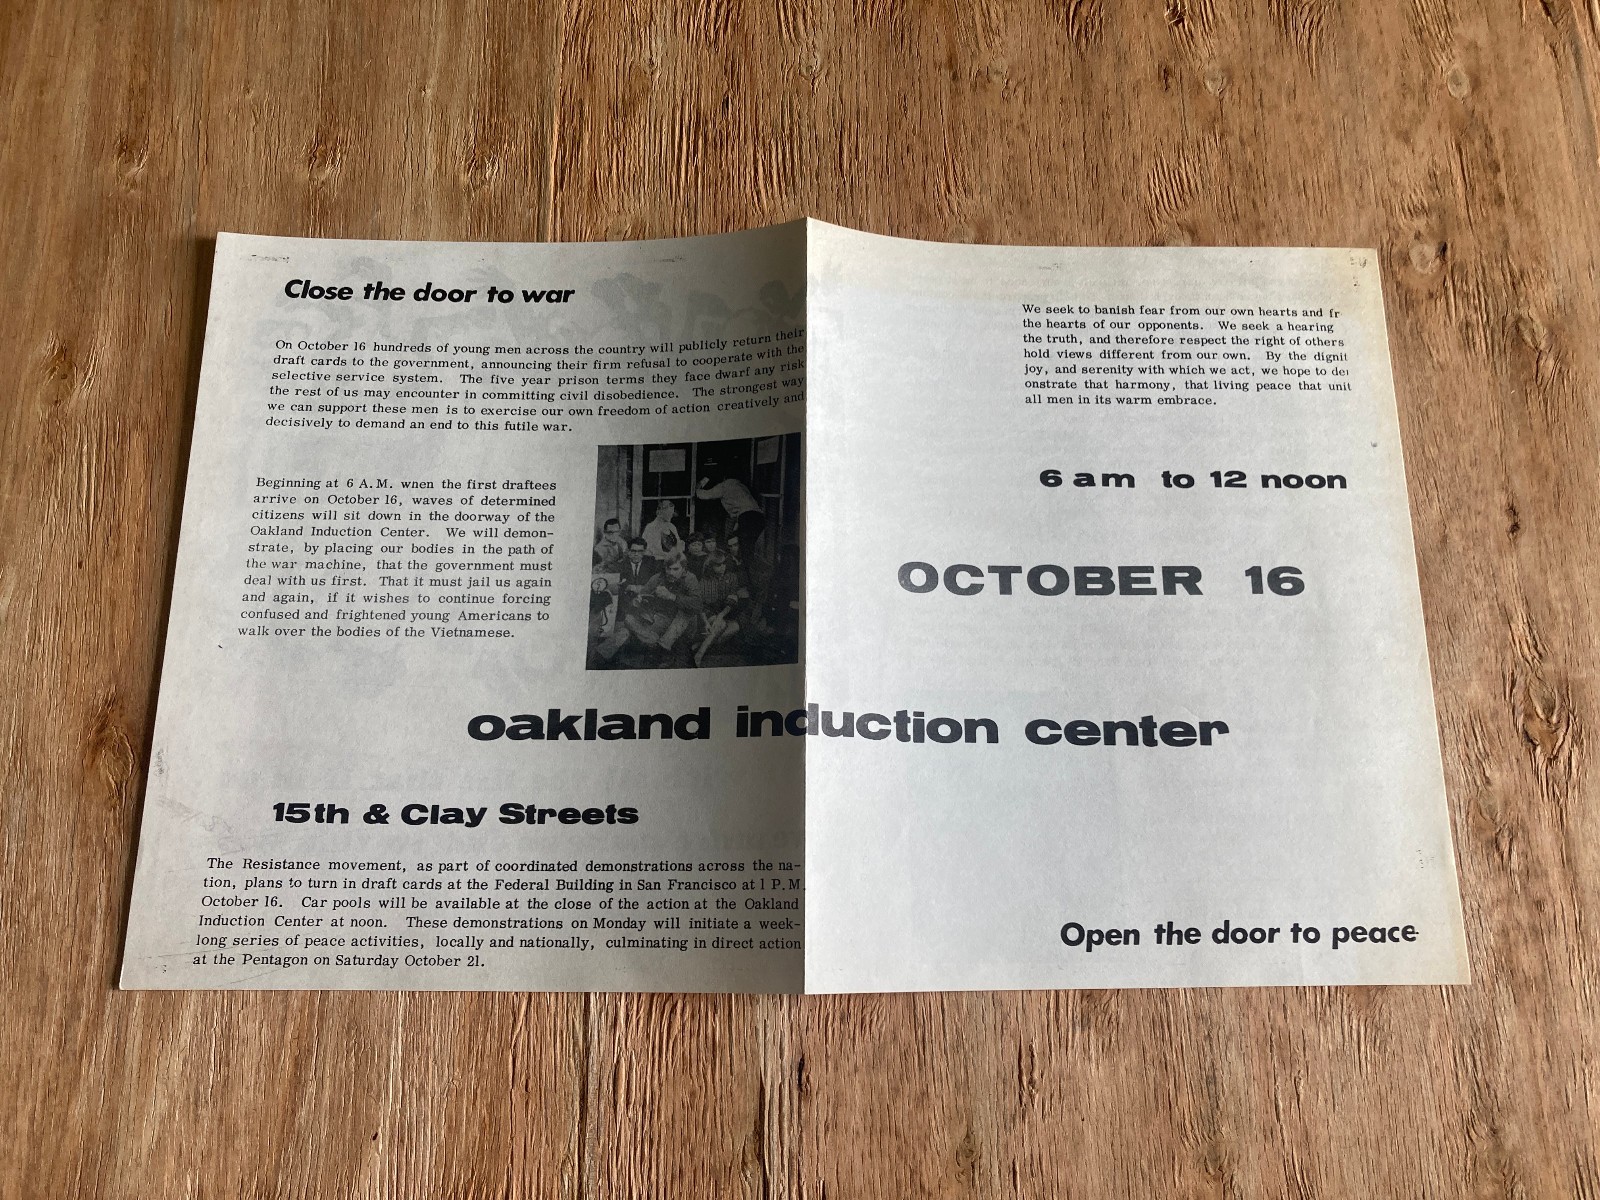 Close the door to war
On October 16 hundreds of young men across the country will publicly return their
draft cards to the government, announcing their firm refusal to cooperate with the
selective service system. The five year prison terms they face dwarf any risk
the rest of us may encounter in committing civil disobedience. The strongest way
we can support these men is to exercise our own freedom of action creatively and
decisively to demand an end to this futile war.
Beginning at 6 A.M. wnen the first draftees
arrive on October 16, waves of determined
citizens will sit down in the doorway of the
Oakland Induction Center. We will demon-
strate, by placing our bodies in the path of
the war machine, that the government must
deal with us first. That it must jail us again
and again, if it wishes to continue forcing
confused and frightened young Americans to
walk over the bodies of the Vietnamese.
We seek to banish fear from our own hearts and fr
the hearts of our opponents. We seek a hearing
the truth, and therefore respect the right of others
hold views different from our own. By the dignit
joy, and serenity with which we act, we hope to de
onstrate that harmony, that living peace that unit
all men in its warm embrace.
6 am to 12 noon
OCTOBER 16
oakland induction center
15th & Clay Streets
The Resistance movement, as part of coordinated demonstrations across the na-
tion, plans to turn in draft cards at the Federal Building in San Francisco at 1 P.M.
October 16. Car pools will be available at the close of the action at the Oakland
Induction Center at noon. These demonstrations on Monday will initiate a week-
long series of peace activities, locally and nationally, culminating in direct action
at the Pentagon on Saturday October 21.
Open the door to peace